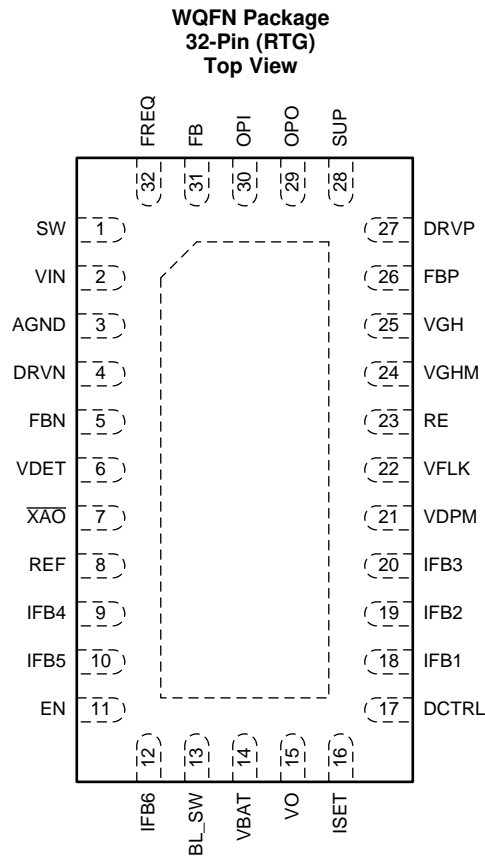 WQFN Package
32-Pin (RTG)
Top View
FREQ FB OPI OPO SUP
32 31 30 29 28
SW 1 27 DRVP
VIN 2 26 FBP
AGND 3 25 VGH
DRVN 4 24 VGHM
FBN 5 23 RE
VDET 6 22 VFLK
X̅A̅O̅ 7 21 VDPM
REF 8 20 IFB3
IFB4 9 19 IFB2
IFB5 10 18 IFB1
EN 11 17 DCTRL
12 13 14 15 16
IFB6 BL_SW VBAT VO ISET